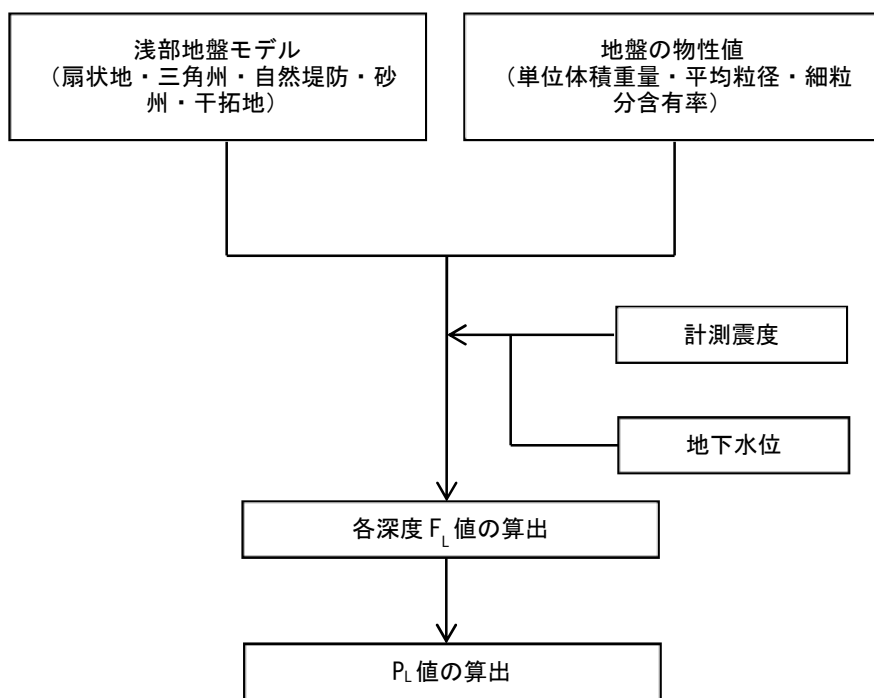 浅部地盤モデル
（扇状地・三角州・自然堤防・砂
州・干拓地）
地盤の物性値
（単位体積重量・平均粒径・細粒
分含有率）
計測震度
地下水位
各深度 FL 値の算出
PL 値の算出